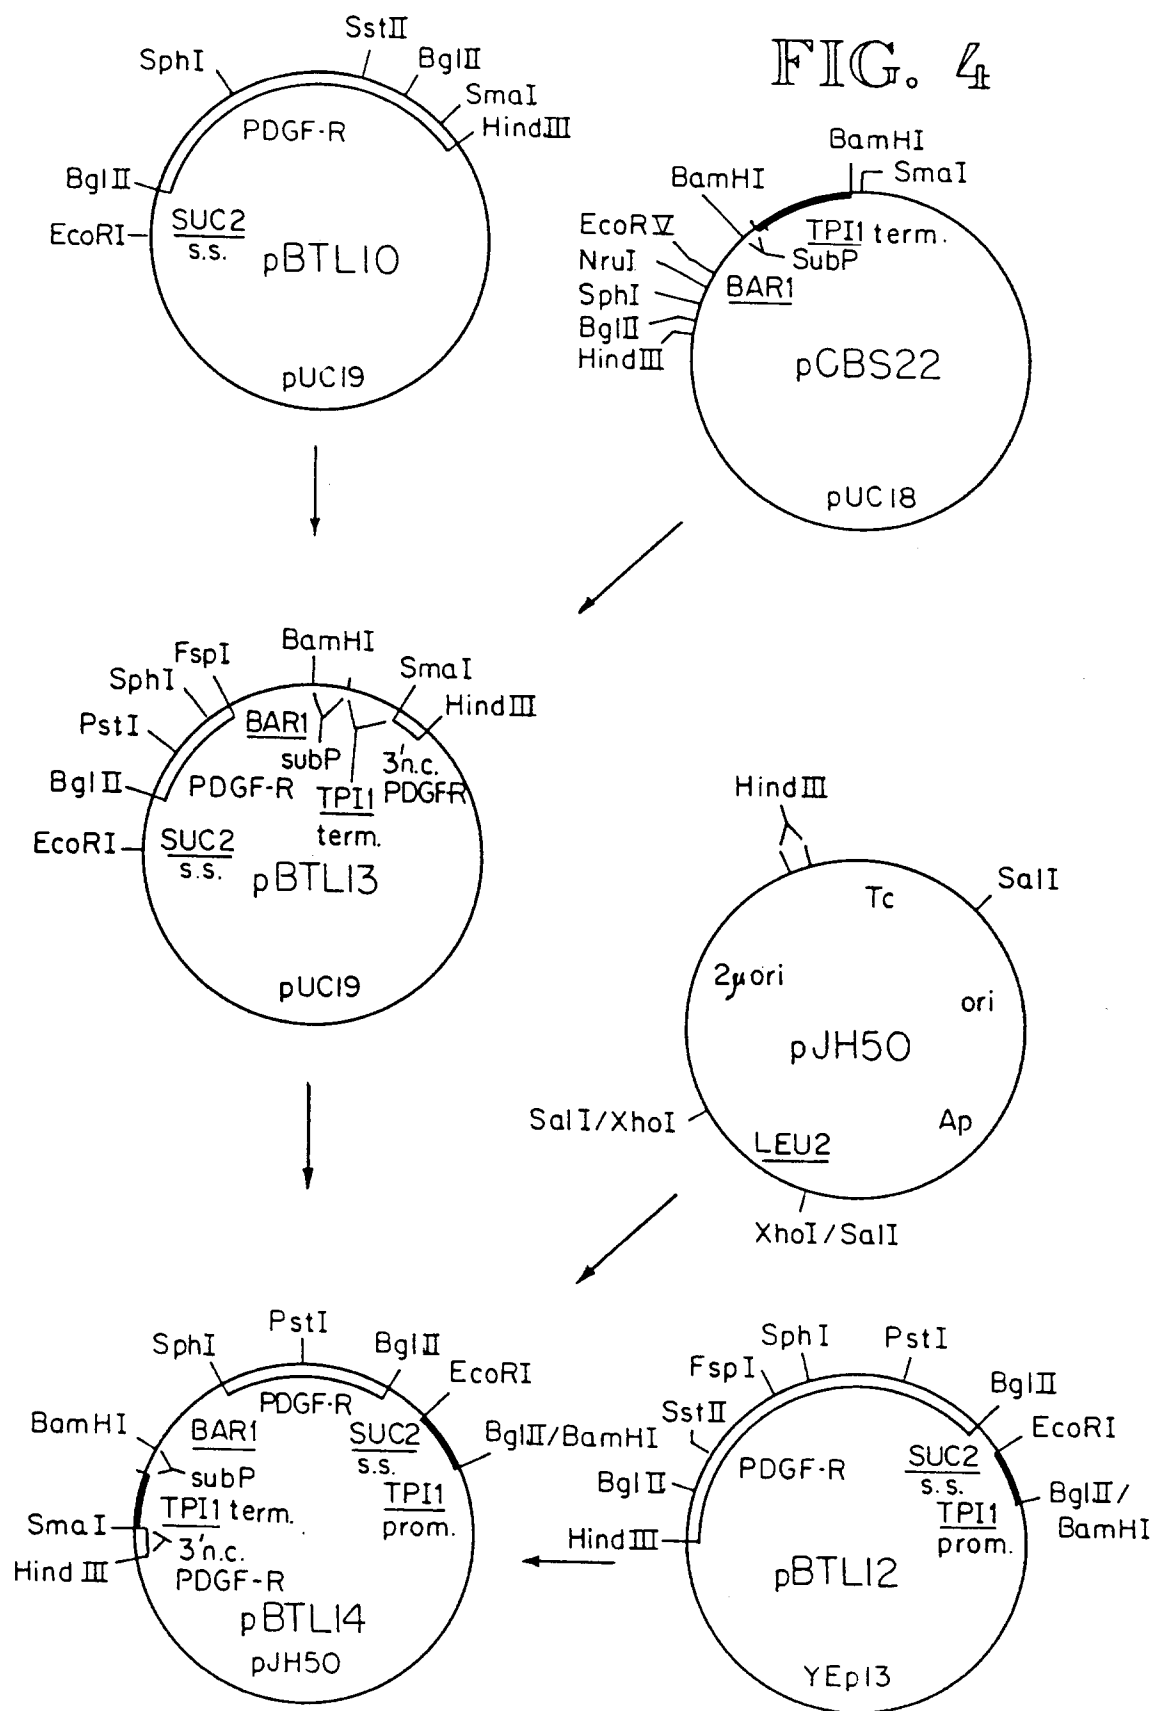 FIG. 4
SstII
BglII
SphI
SmaI
HindIII
PDGF-R
BglII
EcoRI
SUC2
s.s.
pBTL10
pUC19
BamHI
SmaI
BamHI
EcoRV
TPI1 term.
SubP
NruI
BAR1
SphI
BglII
HindIII
pCBS22
pUC18
BamHI
FspI
SmaI
SphI
HindIII
PstI
BAR1
subP
3'n.c.
BglII
PDGF-R
TPI1
PDGFR
term.
EcoRI
SUC2
s.s.
pBTL13
pUC19
HindIII
SalI
Tc
2μ ori
ori
pJH50
SalI/XhoI
Ap
LEU2
XhoI/SalI
PstI
SphI
BglII
EcoRI
PDGF-R
BamHI
BAR1
SUC2
s.s.
BglII/BamHI
subP
TPI1 term.
TPI1
prom.
SmaI
3'n.c.
HindIII
PDGF-R
pBTL14
pJH50
SphI
PstI
FspI
BglII
SstII
EcoRI
PDGF-R
SUC2
s.s.
BglII
BglII/
BamHI
TPI1
prom.
HindIII
pBTL12
YEp13